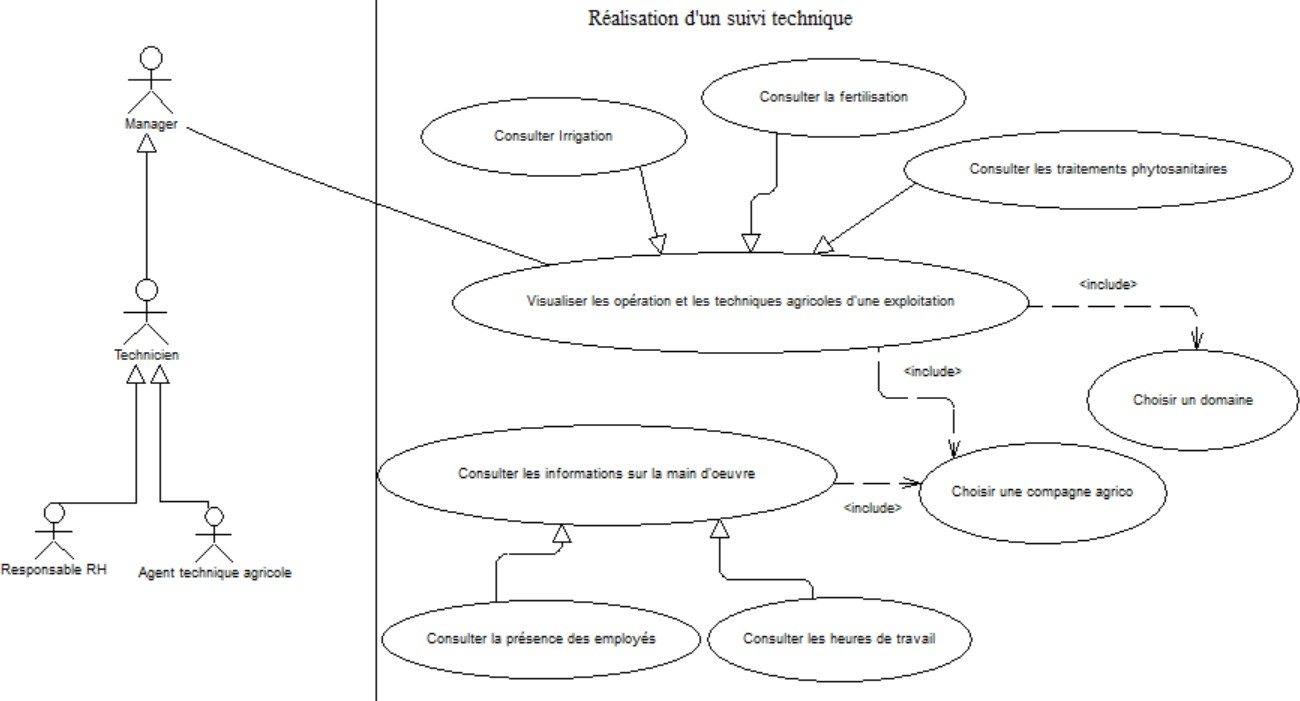 Réalisation d'un suivi technique
Manager
Consulter Irrigation
Consulter la fertilisation
Consulter les traitements phytosanitaires
Visualiser les opération et les techniques agricoles d'une exploitation
<include>
Technicien
<include>
Choisir un domaine
Consulter les informations sur la main d'oeuvre
<include>
Choisir une compagne agrico
Responsable RH
Agent technique agricole
Consulter la présence des employés
Consulter les heures de travail